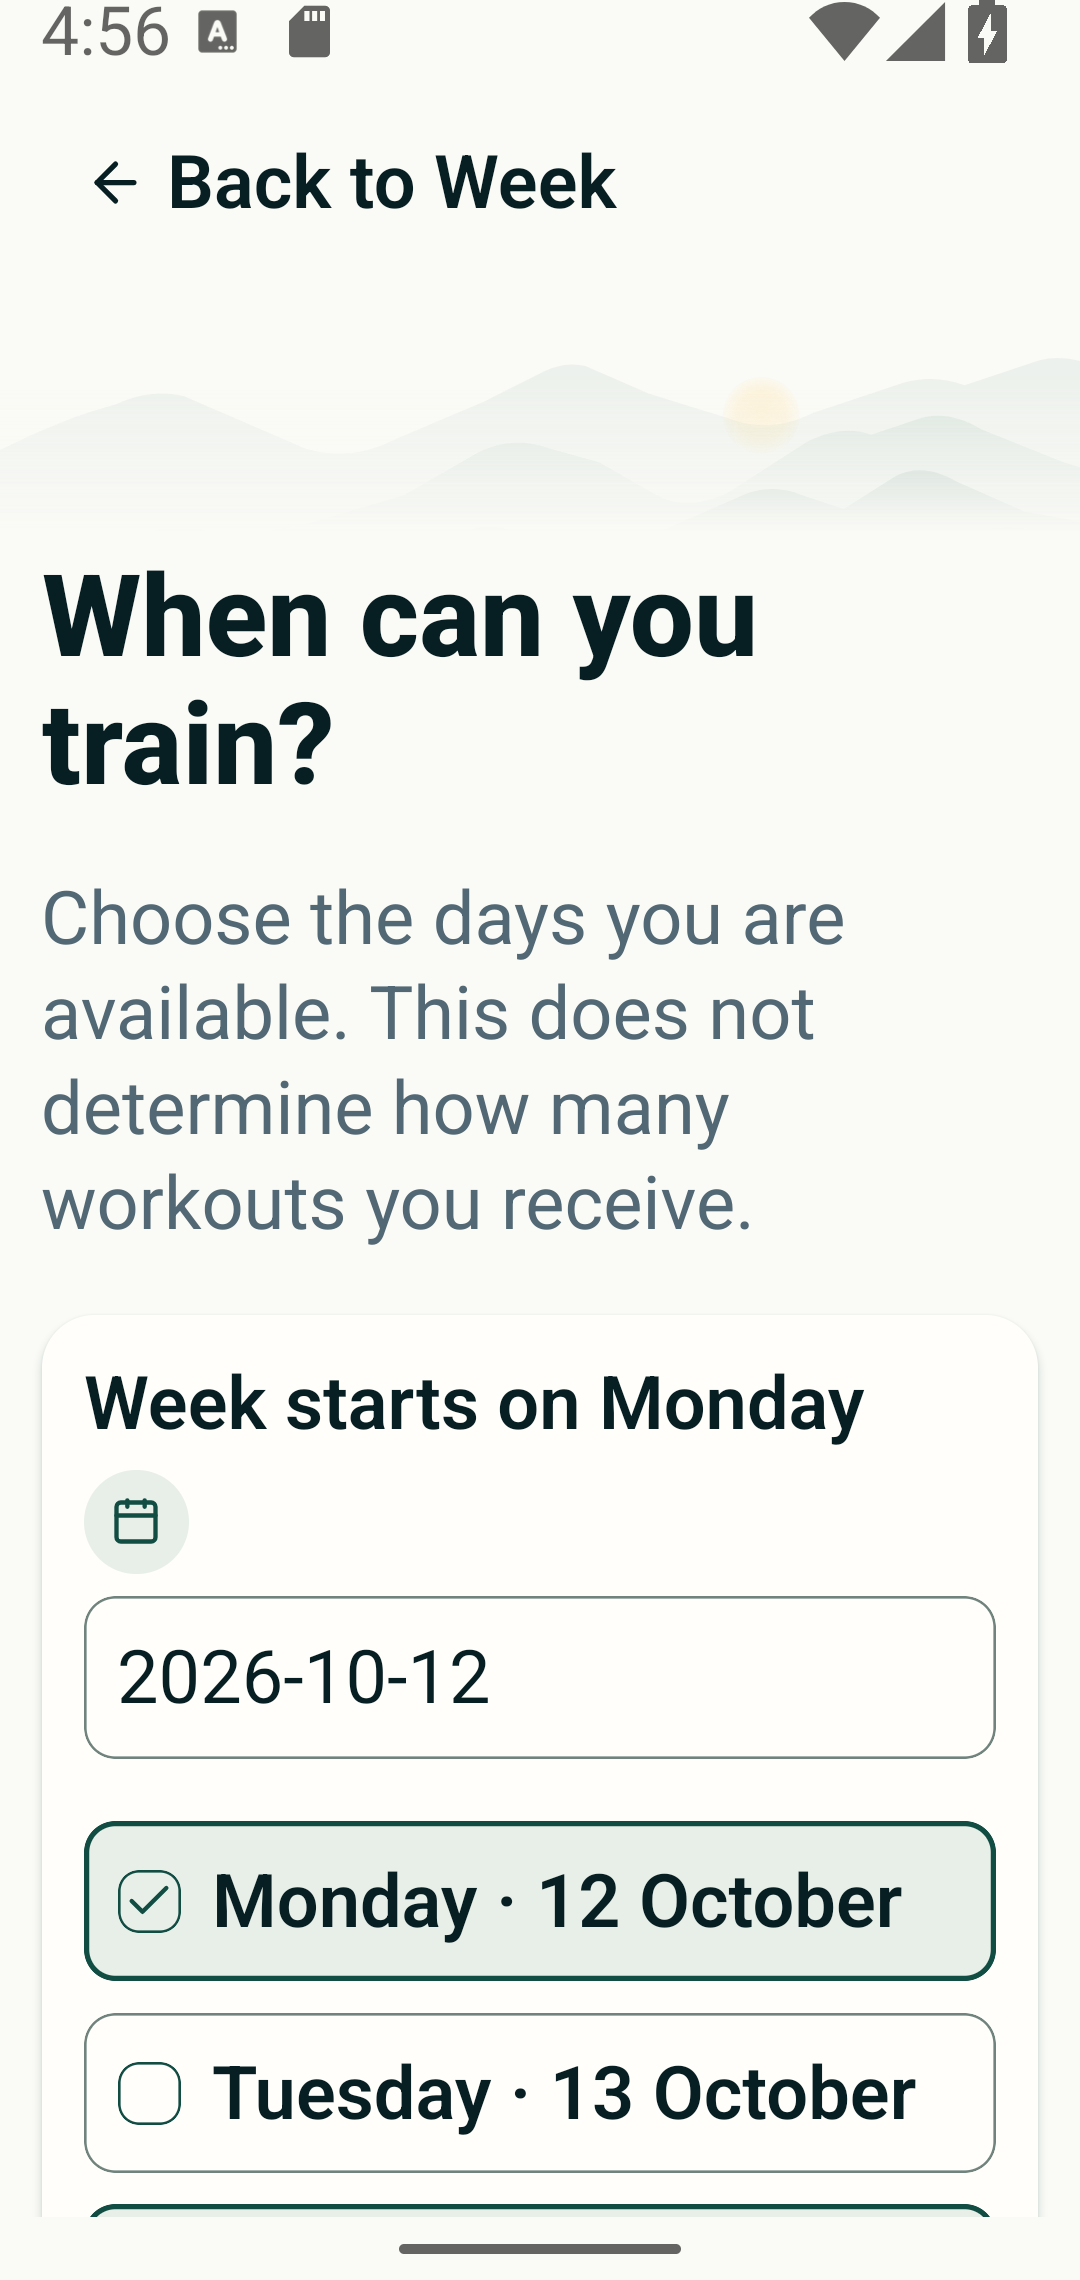 4:56
Back to Week
When can you
train?
Choose the days you are
available. This does not
determine how many
workouts you receive.
Week starts on Monday
2026-10-12
Monday · 12 October
Tuesday · 13 October